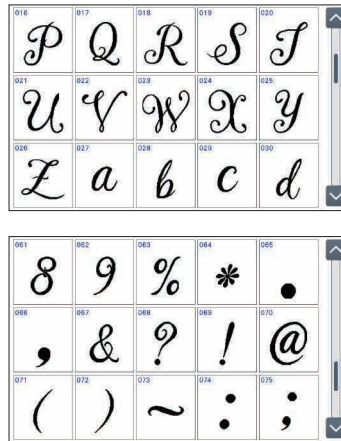 016 017 018 019 020
P Q R S T
021 022 023 024 025
U V W X Y
026 027 028 029 030
Z a b c d
061 062 063 064 065
8 9 % * .
066 067 068 069 070
, & ? ! @
071 072 073 074 075
( ) ~ : ;